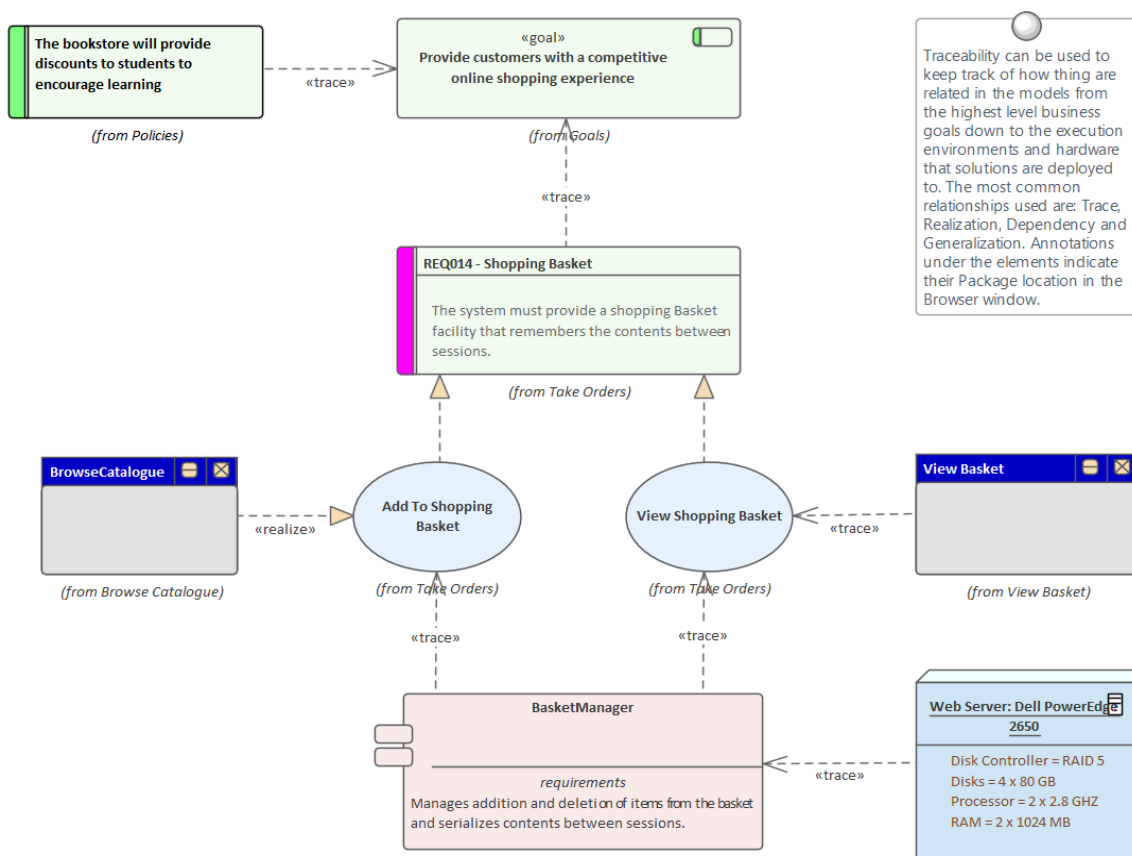 The bookstore will provide
discounts to students to
encourage learning
(from Policies)
«trace»
«goal»
Provide customers with a competitive
online shopping experience
(from Goals)
Traceability can be used to
keep track of how thing are
related in the models from
the highest level business
goals down to the execution
environments and hardware
that solutions are deployed
to. The most common
relationships used are: Trace,
Realization, Dependency and
Generalization. Annotations
under the elements indicate
their Package location in the
Browser window.
«trace»
REQ014 - Shopping Basket
The system must provide a shopping Basket
facility that remembers the contents between
sessions.
(from Take Orders)
BrowseCatalogue
(from Browse Catalogue)
«realize»
Add To Shopping
Basket
(from Take Orders)
View Shopping Basket
(from Take Orders)
«trace»
View Basket
(from View Basket)
«trace»
«trace»
BasketManager
requirements
Manages addition and deletion of items from the basket
and serializes contents between sessions.
«trace»
Web Server: Dell PowerEdge
2650
Disk Controller = RAID 5
Disks = 4 x 80 GB
Processor = 2 x 2.8 GHZ
RAM = 2 x 1024 MB